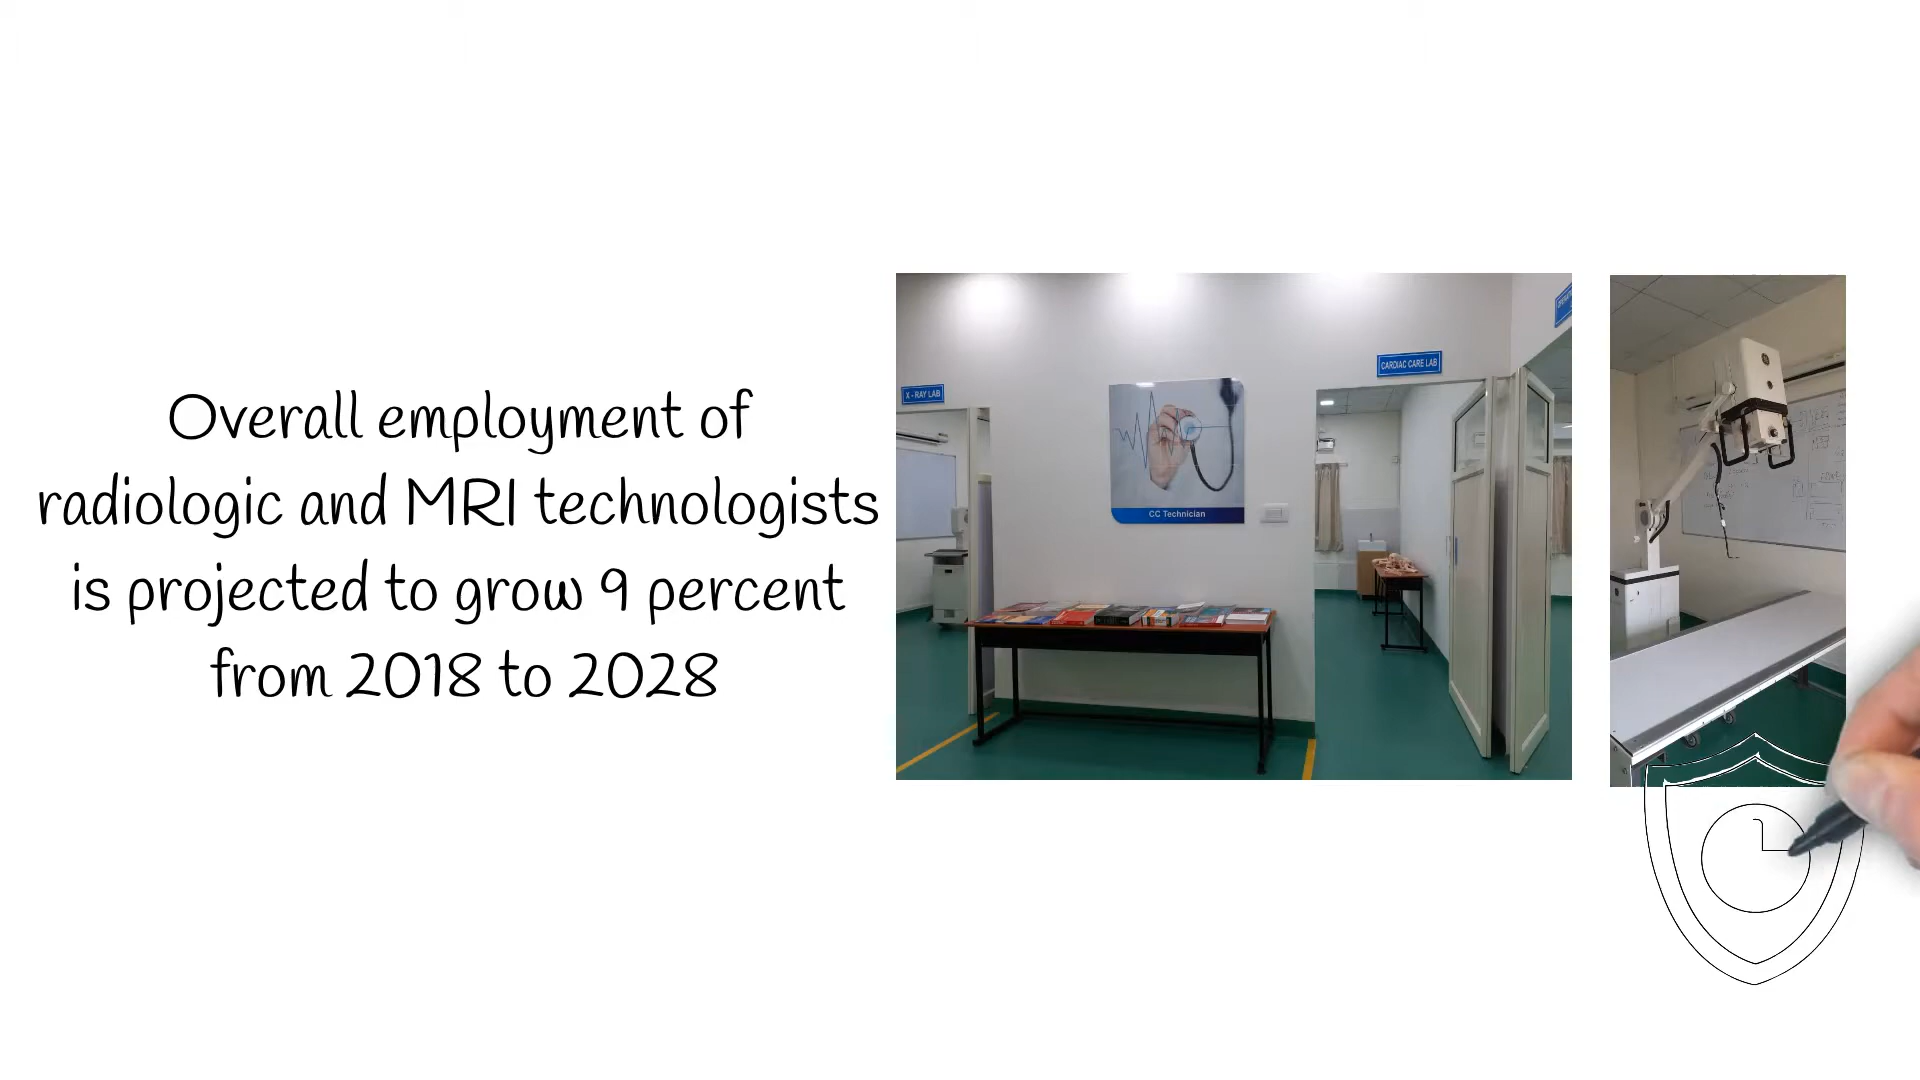 Overall employment of
radiologic and MRI technologists
is projected to grow 9 percent
from 2018 to 2028
X - RAY LAB
CARDIAC CARE LAB
CC Technician